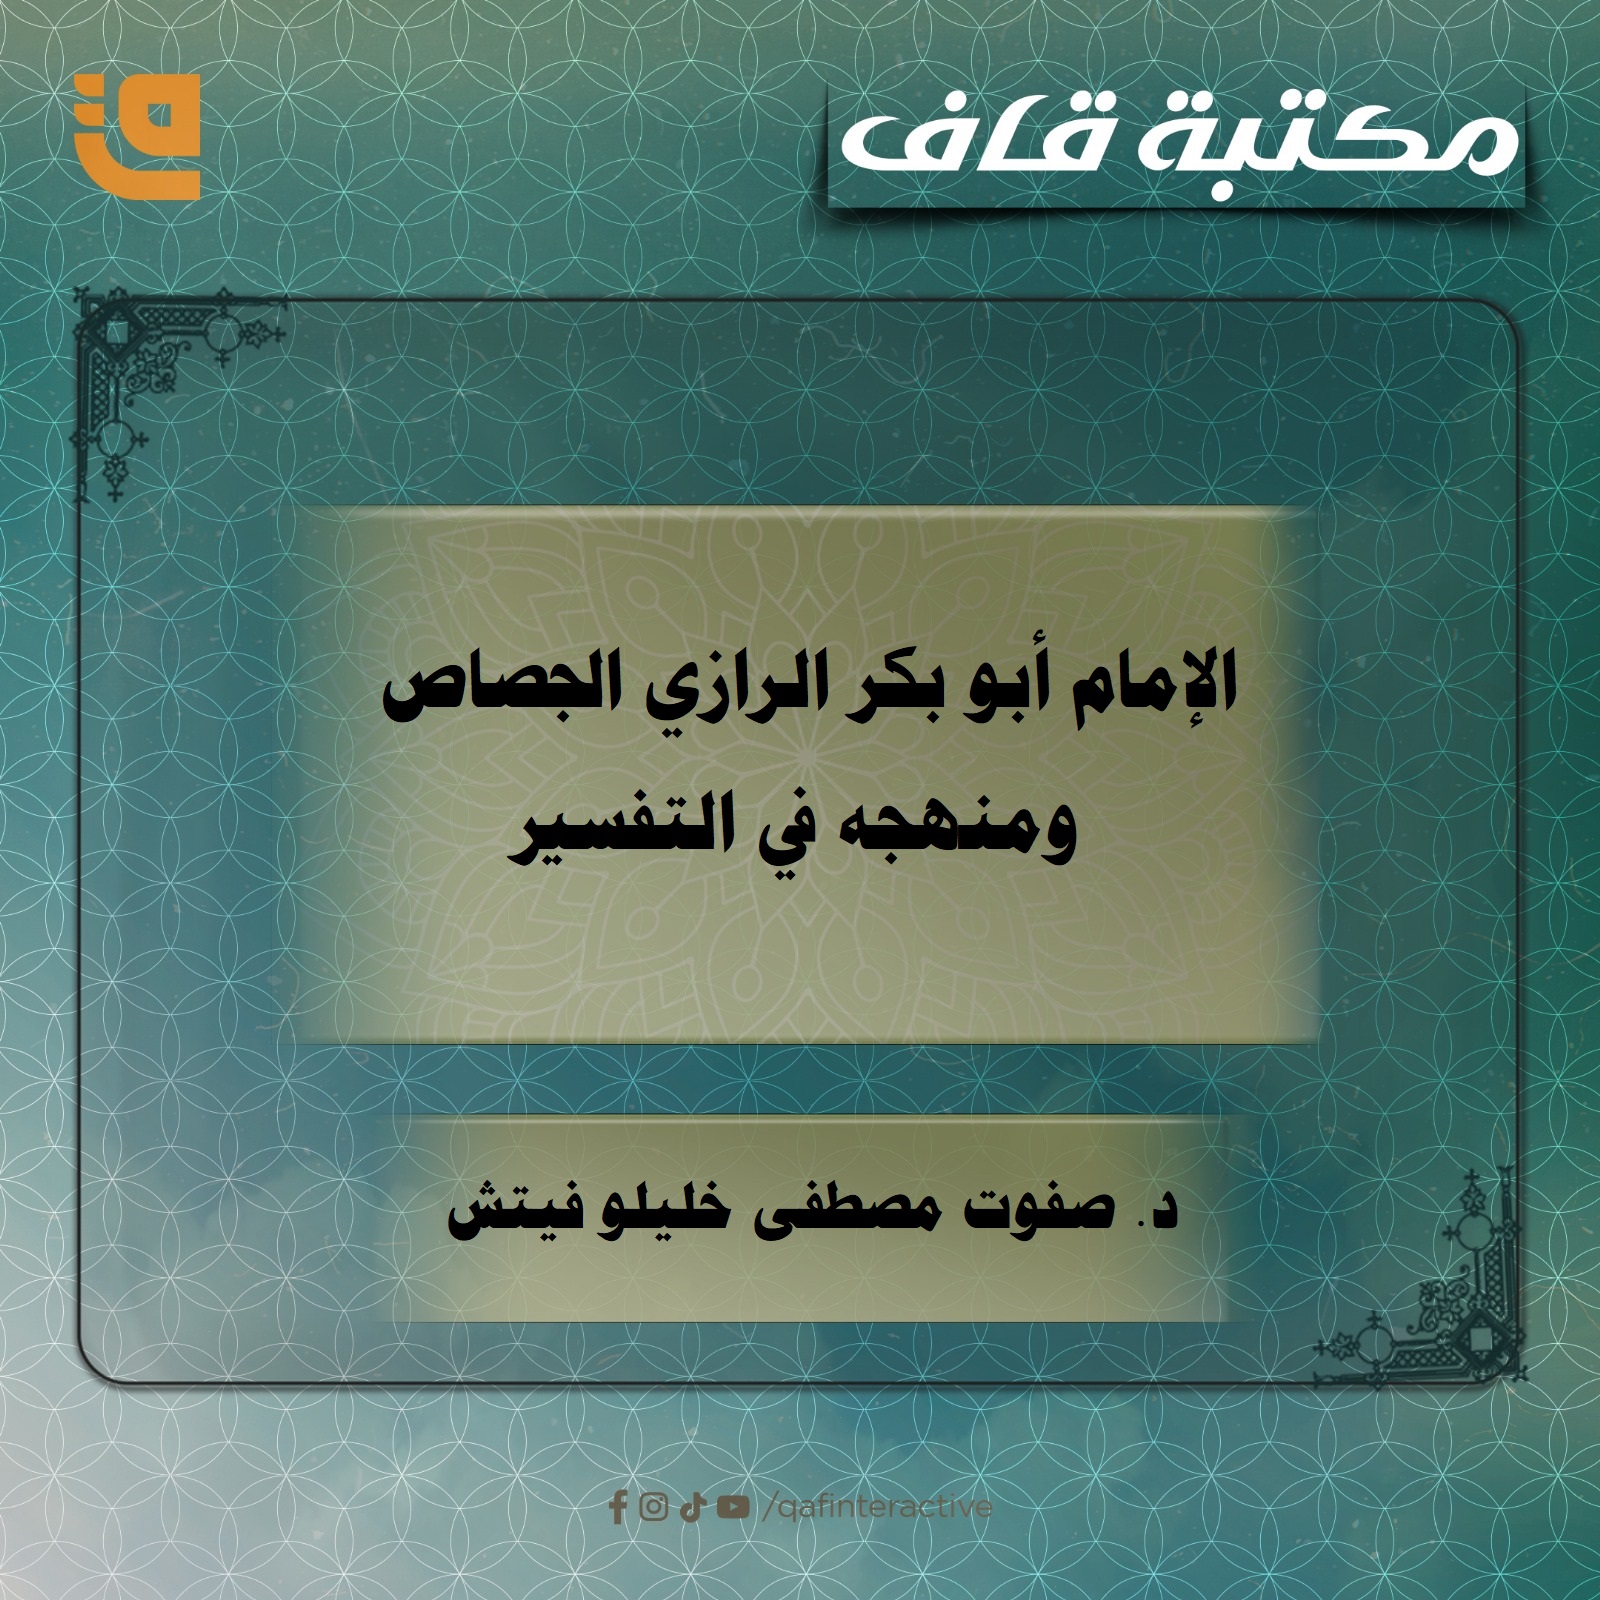 مكتبة قاف
الإمام أبو بكر الرازي الجصاص
ومنهجه في التفسير
د. صفوت مصطفى خليلو فيتش
/qafinteractive